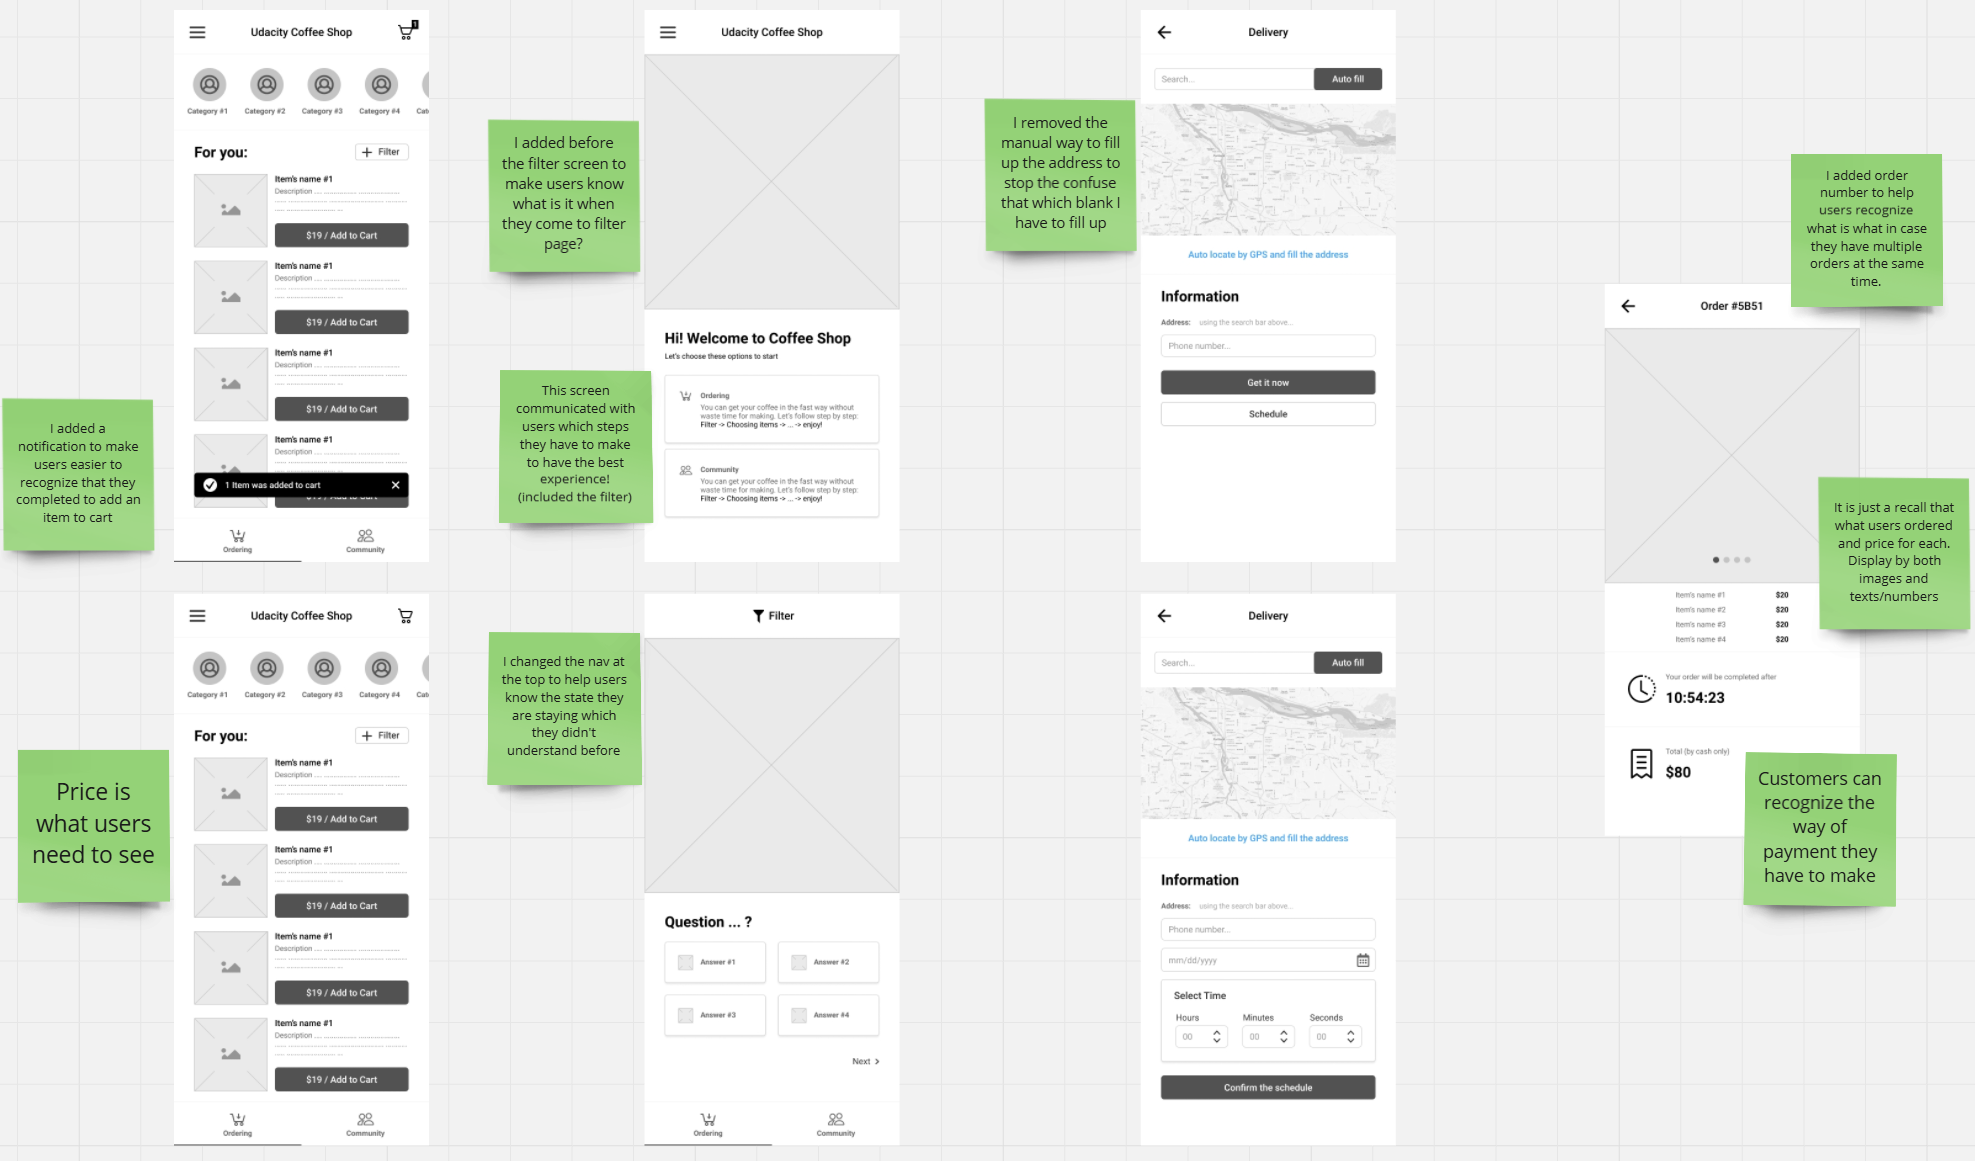 Udacity Coffee Shop
1
Category #1
Category #2
Category #3
Category #4
Cat
For you:
+ Filter
Item's name #1
Description
$19 / Add to Cart
Item's name #1
Description
$19 / Add to Cart
Item's name #1
Description
$19 / Add to Cart
Item's name #1
Description
1 Item was added to cart
Ordering
Community
I added a
notification to make
users easier to
recognize that they
completed to add an
item to cart
Udacity Coffee Shop
Category #1
Category #2
Category #3
Category #4
Cat
For you:
+ Filter
Item's name #1
Description
$19 / Add to Cart
Item's name #1
Description
$19 / Add to Cart
Item's name #1
Description
$19 / Add to Cart
Item's name #1
Description
$19 / Add to Cart
Ordering
Community
Price is
what users
need to see
I added before
the filter screen to
make users know
what is it when
they come to filter
page?
Udacity Coffee Shop
Hi! Welcome to Coffee Shop
Let's choose these options to start
Ordering
You can get your coffee in the fast way without
waste time for making. Let's follow step by step:
Filter -> Choosing items -> ... -> enjoy!
Community
You can get your coffee in the fast way without
waste time for making. Let's follow step by step:
Filter -> Choosing items -> ... -> enjoy!
This screen
communicated with
users which steps
they have to make
to have the best
experience!
(included the filter)
I changed the nav at
the top to help users
know the state they
are staying which
they didn't
understand before
Filter
Question ... ?
Answer #1
Answer #2
Answer #3
Answer #4
Next >
Ordering
Community
I removed the
manual way to fill
up the address to
stop the confuse
that which blank I
have to fill up
Delivery
Search...
Auto fill
Auto locate by GPS and fill the address
Information
Address: using the search bar above...
Phone number...
Get it now
Schedule
Delivery
Search...
Auto fill
Auto locate by GPS and fill the address
Information
Address: using the search bar above...
Phone number...
mm/dd/yyyy
Select Time
Hours
Minutes
Seconds
00
00
00
Confirm the schedule
I added order
number to help
users recognize
what is what in case
they have multiple
orders at the same
time.
Order #5B51
Item's name #1 $20
Item's name #2 $20
Item's name #3 $20
Item's name #4 $20
Your order will be completed after
10:54:23
Total (by cash only)
$80
It is just a recall that
what users ordered
and price for each.
Display by both
images and
texts/numbers
Customers can
recognize the
way of
payment they
have to make